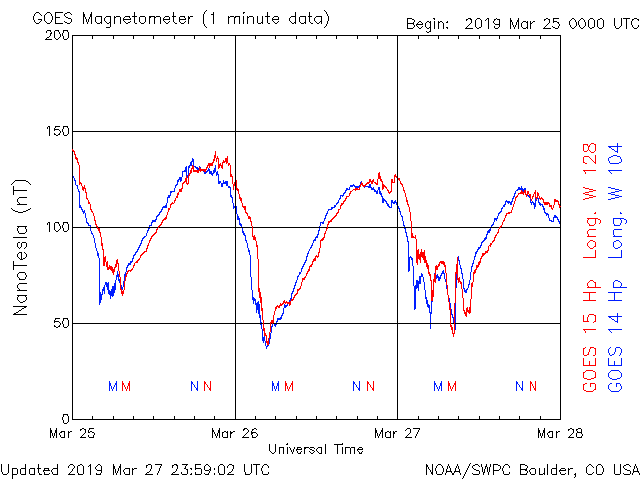 GOES Magnetometer (1 minute data)
Begin: 2019 Mar 25 0000 UTC
200
150
100
50
0
NanoTesla (nT)
M M N N M M N N M M N N
Mar 25 Mar 26 Mar 27 Mar 28
Universal Time
GOES 15 Hp Long. W 128
GOES 14 Hp Long. W 104
Updated 2019 Mar 27 23:59:02 UTC
NOAA/SWPC Boulder, CO USA